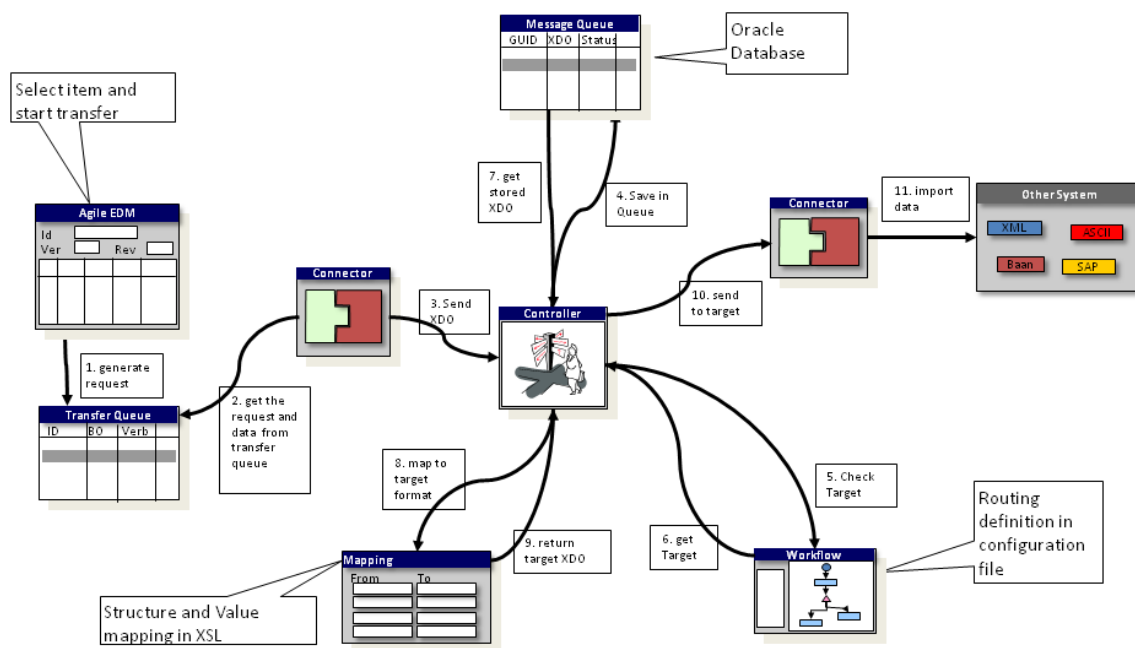 Message Queue
GUID XDO Status
Oracle
Database
Select item and
start transfer
Agile EDM
Id
Ver Rev
7. get
stored
XDO
4. Save in
Queue
11. import
data
Connector
Other System
XML
ASCII
Baan
SAP
Connector
3. Send
XDO
Controller
10. send
to target
1. generate
request
2. get the
request and
data from
transfer
queue
Transfer Queue
ID BO Verb
8. map to
target
format
5. Check
Target
6. get
Target
9. return
target XDO
Routing
definition in
configuration
file
Mapping
From To
Workflow
Structure and Value
mapping in XSL